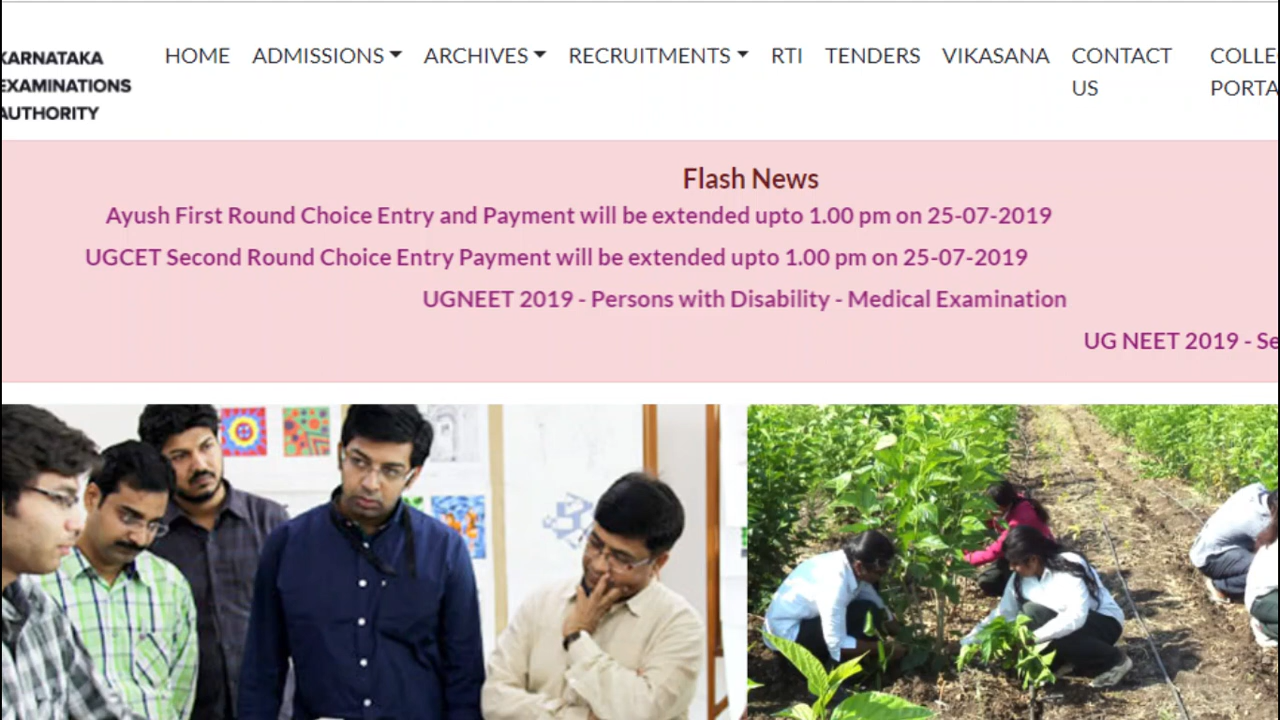 KARNATAKA
EXAMINATIONS
AUTHORITY
HOME ADMISSIONS ARCHIVES RECRUITMENTS RTI TENDERS VIKASANA CONTACT US COLLE PORTA
Flash News
Ayush First Round Choice Entry and Payment will be extended upto 1.00 pm on 25-07-2019
UGCET Second Round Choice Entry Payment will be extended upto 1.00 pm on 25-07-2019
UGNEET 2019 - Persons with Disability - Medical Examination
UG NEET 2019 - Se